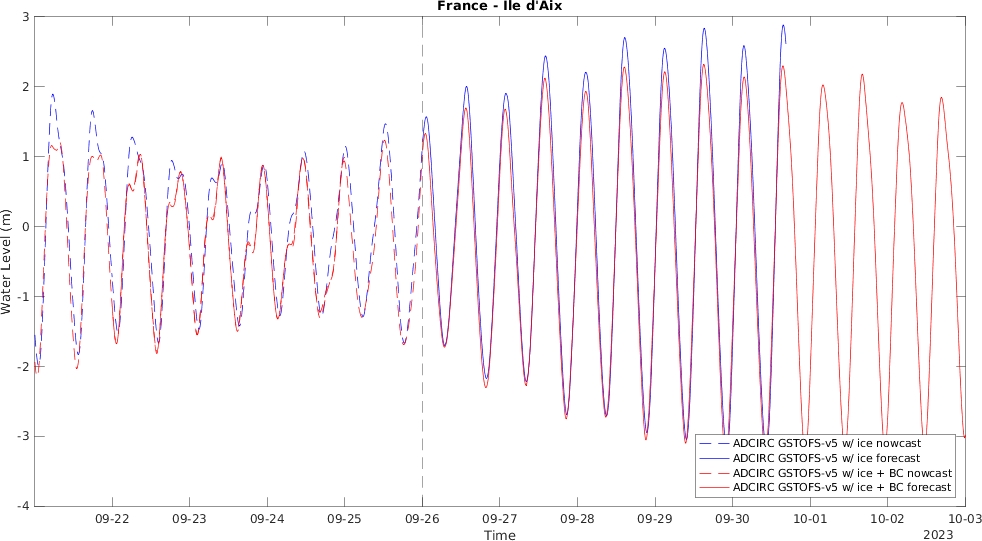 France - Ile d'Aix
3
2
1
0
-1
-2
-3
-4
Water Level (m)
ADCIRC GSTOFS-v5 w/ ice nowcast
ADCIRC GSTOFS-v5 w/ ice forecast
ADCIRC GSTOFS-v5 w/ ice + BC nowcast
ADCIRC GSTOFS-v5 w/ ice + BC forecast
09-22 09-23 09-24 09-25 09-26 09-27 09-28 09-29 09-30 10-01 10-02 10-03
Time
2023